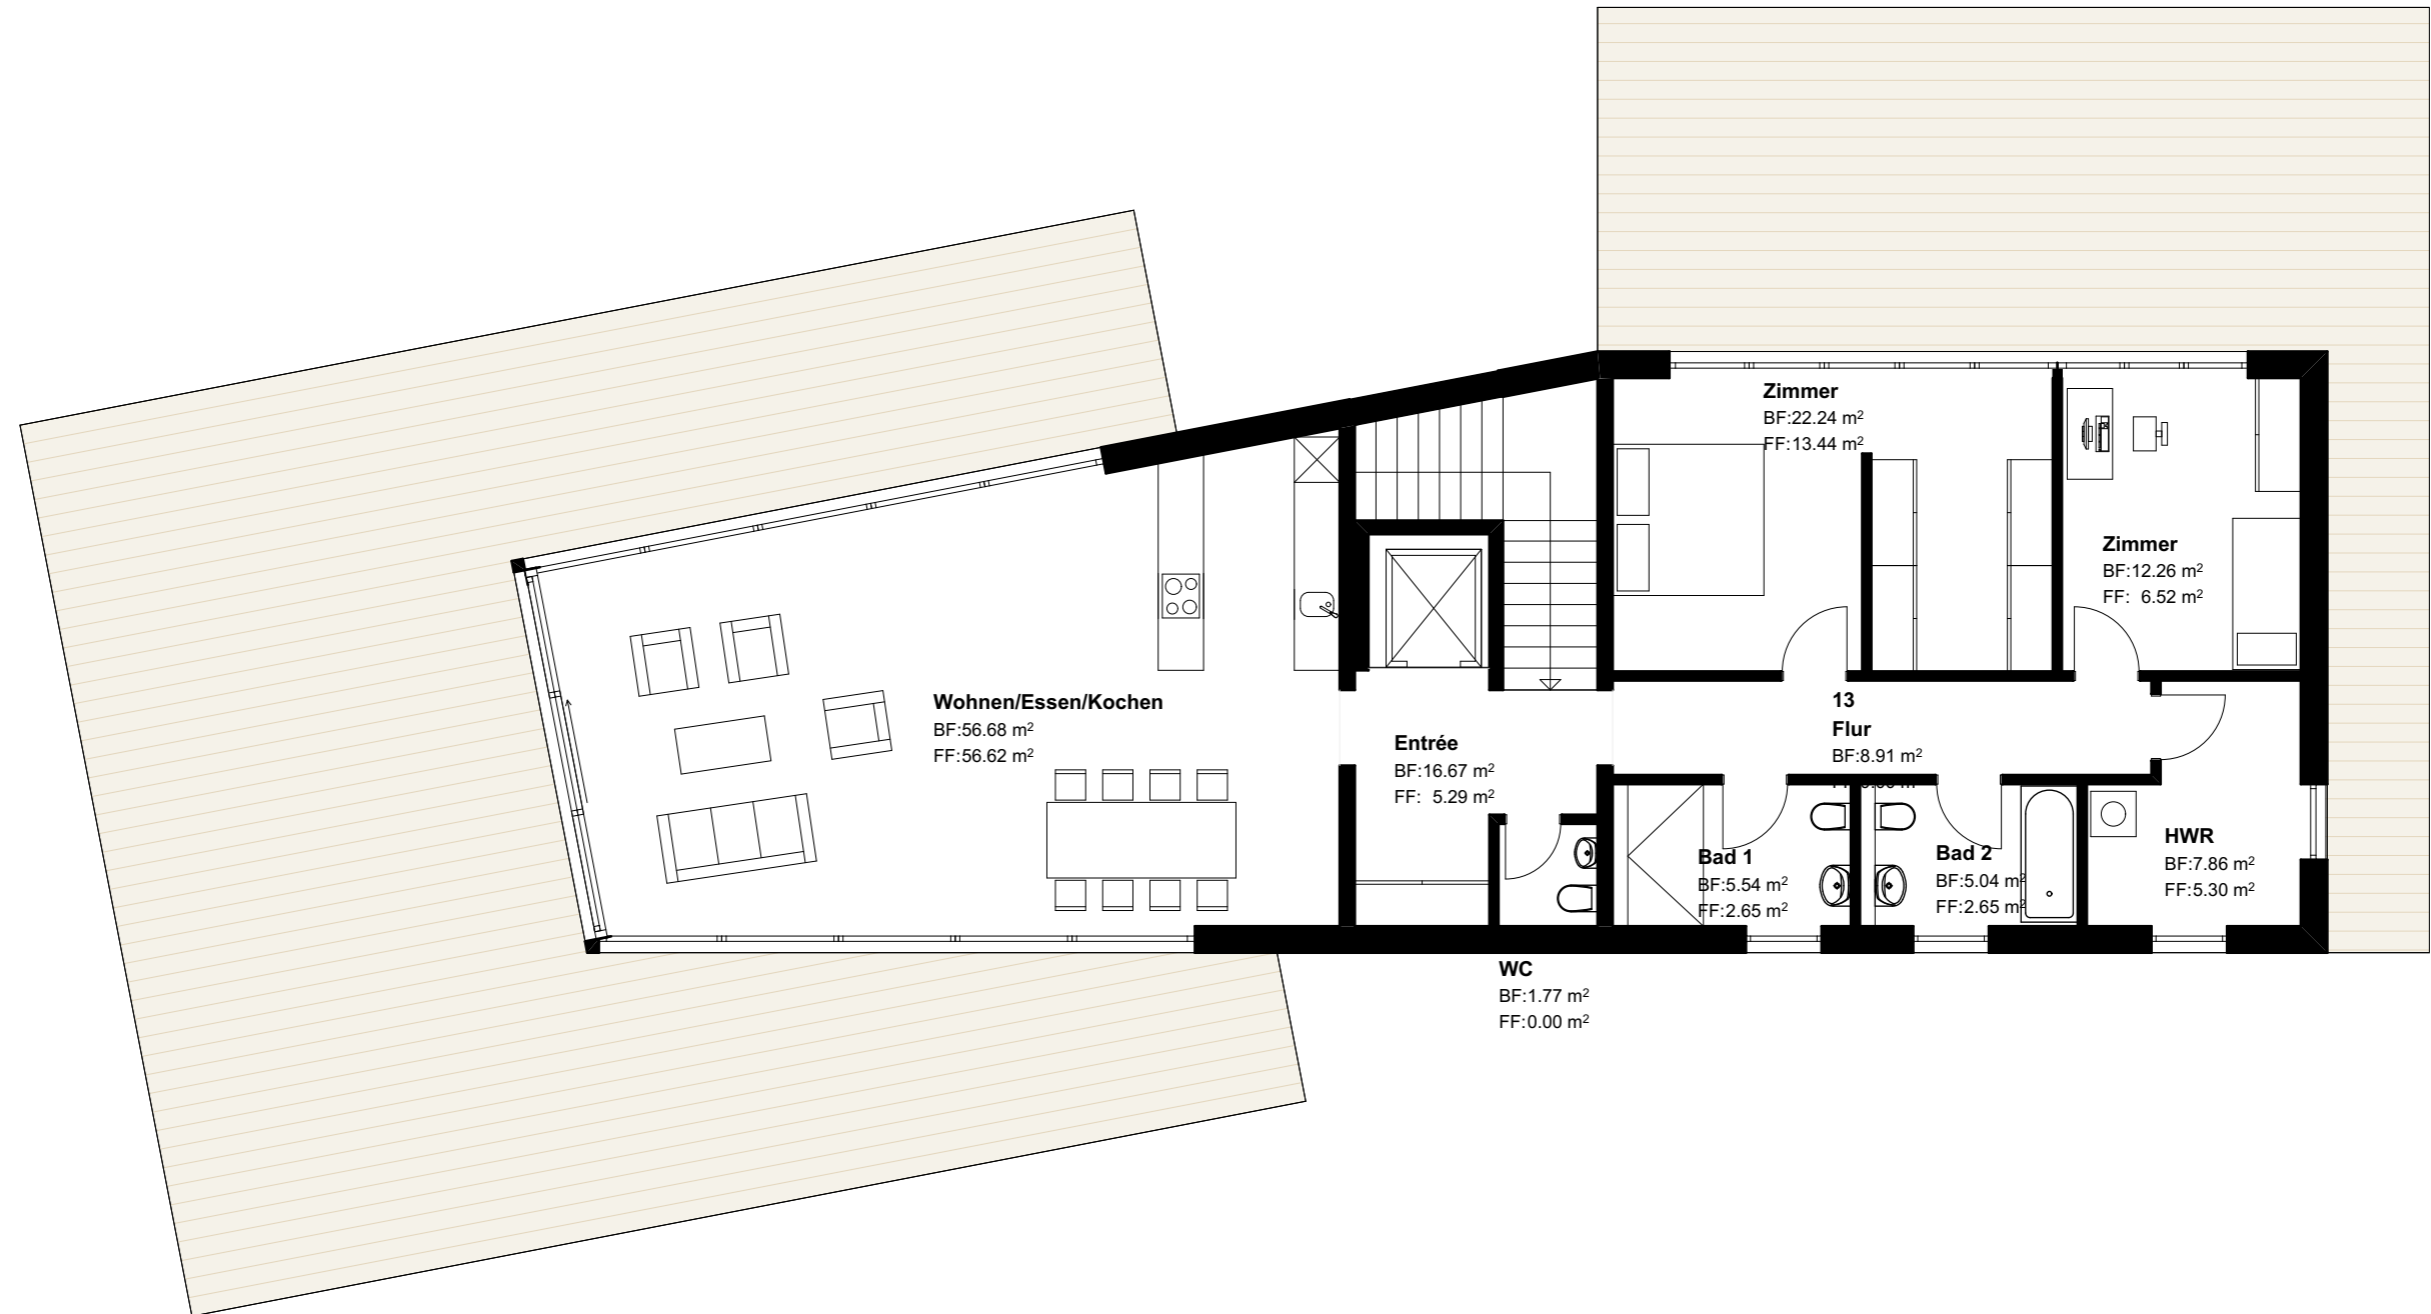 Zimmer
BF:22.24 m²
FF:13.44 m²
Zimmer
BF:12.26 m²
FF: 6.52 m²
Wohnen/Essen/Kochen
BF:56.68 m²
FF:56.62 m²
Entrée
BF:16.67 m²
FF: 5.29 m²
13
Flur
BF:8.91 m²
Bad 1
BF:5.54 m²
FF:2.65 m²
Bad 2
BF:5.04 m²
FF:2.65 m²
HWR
BF:7.86 m²
FF:5.30 m²
WC
BF:1.77 m²
FF:0.00 m²